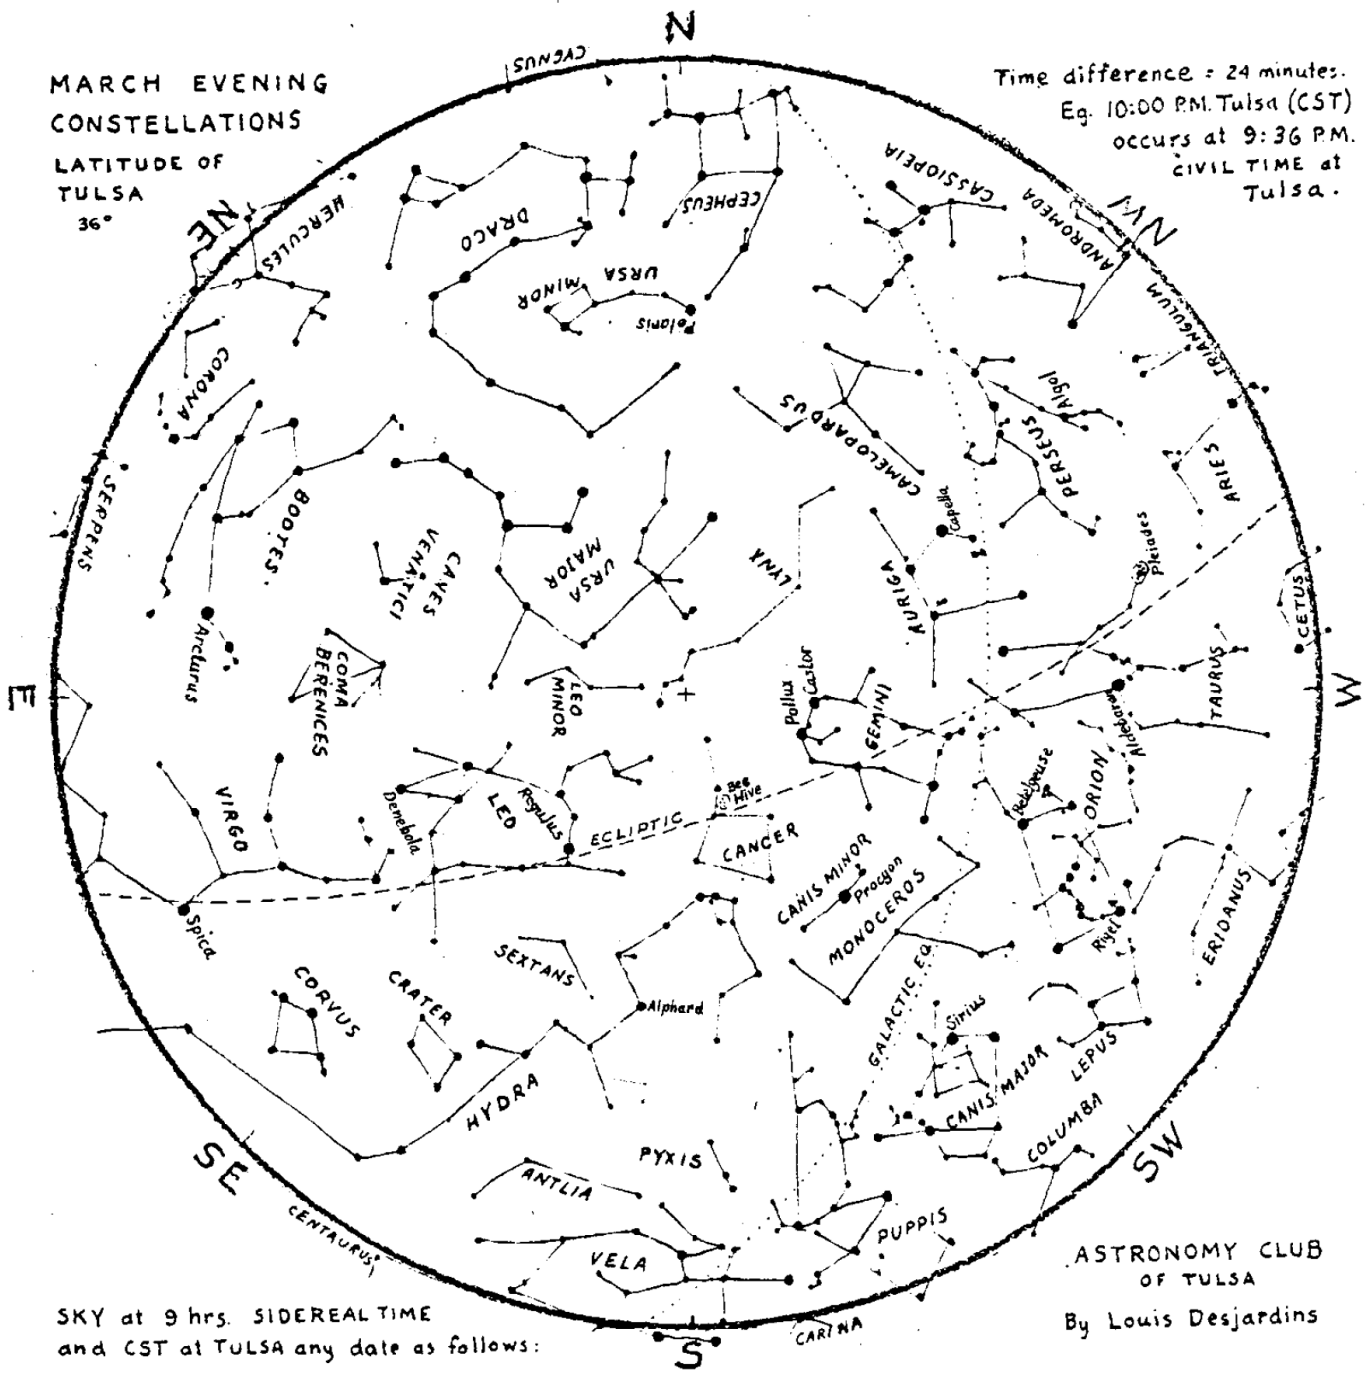 N
CYGNUS
MARCH EVENING
CONSTELLATIONS
LATITUDE OF
TULSA
36°
Time difference = 24 minutes.
Eg. 10:00 P.M. Tulsa (CST)
occurs at 9:36 P.M.
CIVIL TIME at
Tulsa.
NE
HERCULES
DRACO
CEPHEUS
CASSIOPEIA
ANDROMEDA
NW
URSA
MINOR
Polaris
TRIANGULUM
CORONA
CAMELOPARDUS
Algol
PERSEUS
ARIES
SERPENS
BOOTES.
CANES
VENATICI
URSA
MAJOR
LYNX
Capella
AURIGA
Pleiades
CETUS
Arcturus
COMA
BERENICES
LEO
MINOR
Pollux
Castor
GEMINI
Aldebaran
TAURUS
E
W
VIRGO
Denebola
LEO
Regulus
ECLIPTIC
Bee
Hive
CANCER
Betelgeuse
ORION
CANIS MINOR
Procyon
MONOCEROS
Rigel
ERIDANUS
Spica
CORVUS
CRATER
SEXTANS
Alphard
GALACTIC EQ.
Sirius
CANIS MAJOR
LEPUS
HYDRA
COLUMBA
SE
SW
PYXIS
ANTLIA
CENTAURUS
VELA
PUPPIS
CARINA
S
SKY at 9 hrs. SIDEREAL TIME
and CST at TULSA any date as follows:
ASTRONOMY CLUB
OF TULSA
By Louis Desjardins